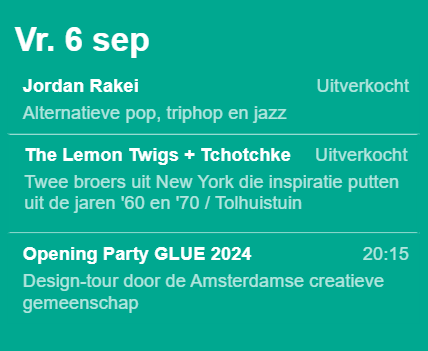 Vr. 6 sep
Jordan Rakei Uitverkocht
Alternatieve pop, triphop en jazz
The Lemon Twigs + Tchotchke Uitverkocht
Twee broers uit New York die inspiratie putten
uit de jaren '60 en '70 / Tolhuistuin
Opening Party GLUE 2024 20:15
Design-tour door de Amsterdamse creatieve
gemeenschap